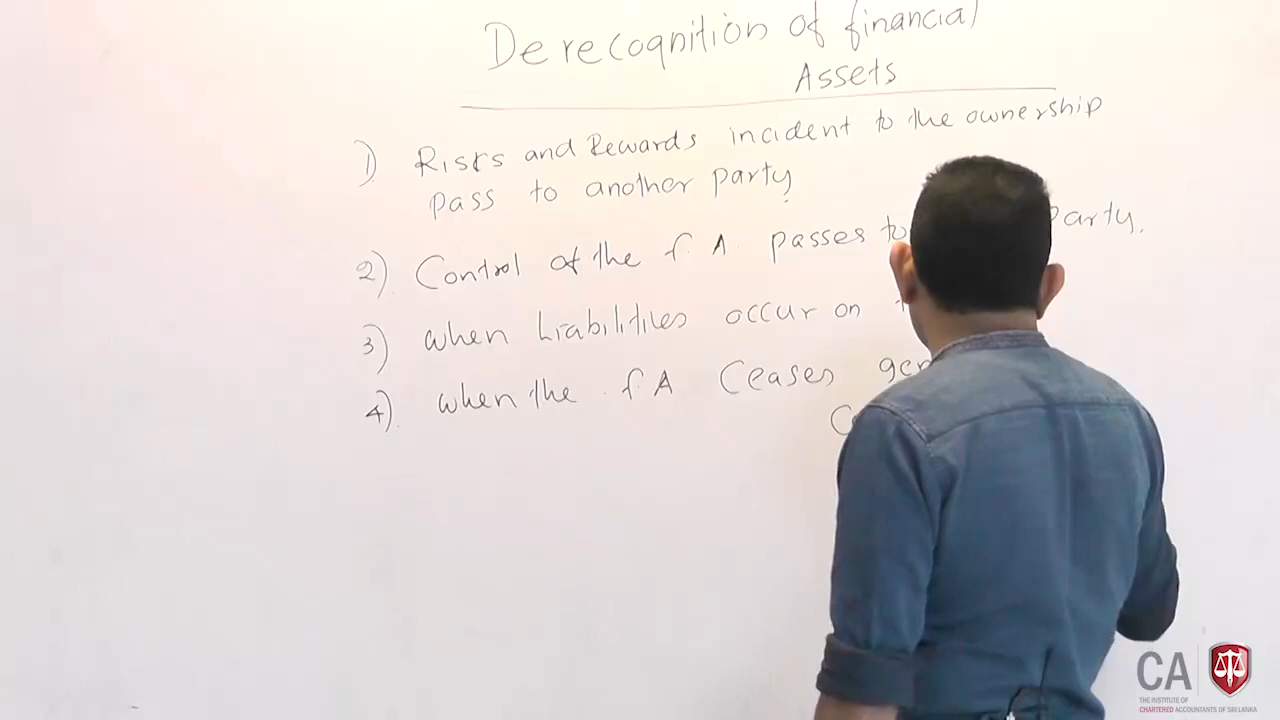 Derecognition of financial
Assets
1) Risks and Rewards incident to the ownership
pass to another party
2) Control of the f. A. passes to party.
3) when Liabilities occur on
4) when the f A Ceases
CA
THE INSTITUTE OF
CHARTERED ACCOUNTANTS OF SRI LANKA